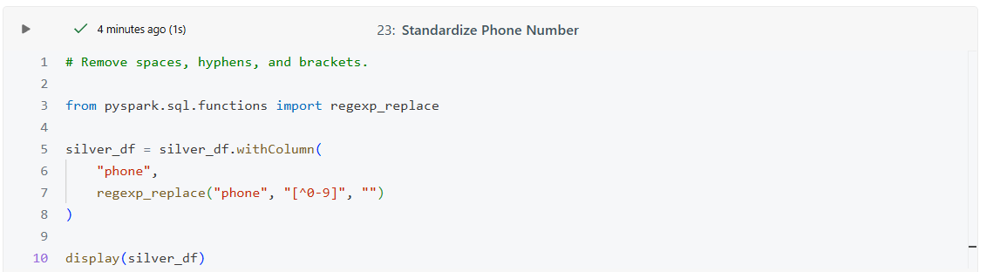 4 minutes ago (1s)
23: Standardize Phone Number
1 # Remove spaces, hyphens, and brackets.
2
3 from pyspark.sql.functions import regexp_replace
4
5 silver_df = silver_df.withColumn(
6     "phone",
7     regexp_replace("phone", "[^0-9]", "")
8 )
9
10 display(silver_df)